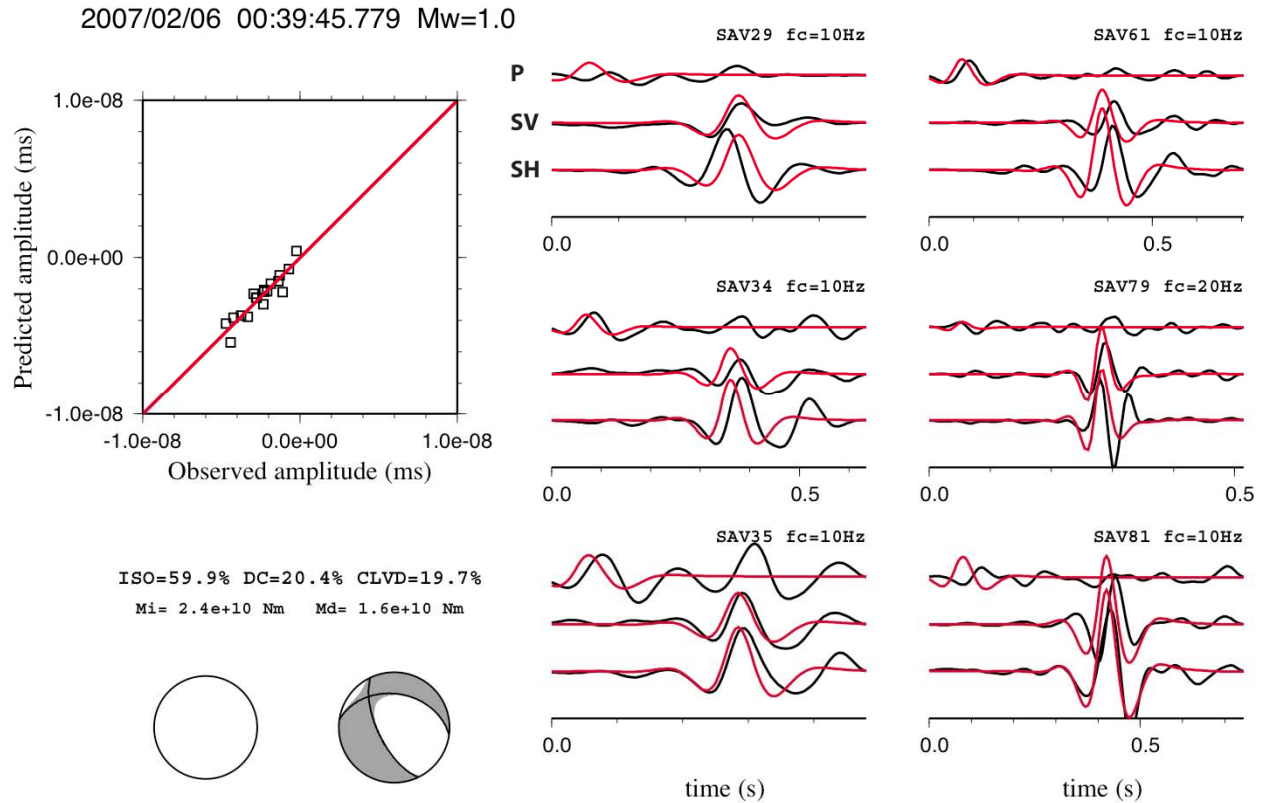 2007/02/06 00:39:45.779 Mw=1.0
Predicted amplitude (ms)
1.0e-08
0.0e+00
-1.0e-08
-1.0e-08 0.0e+00 1.0e-08
Observed amplitude (ms)
ISO=59.9% DC=20.4% CLVD=19.7%
Mi= 2.4e+10 Nm Md= 1.6e+10 Nm
SAV29 fc=10Hz
P
SV
SH
0.0
SAV61 fc=10Hz
0.0 0.5
SAV34 fc=10Hz
0.0 0.5
SAV79 fc=20Hz
0.0 0.5
SAV35 fc=10Hz
0.0
time (s)
SAV81 fc=10Hz
0.0 0.5
time (s)